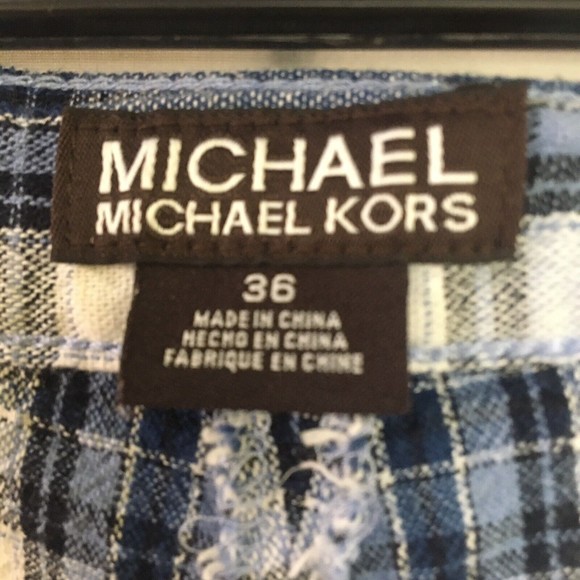 MICHAEL
MICHAEL KORS
36
MADE IN CHINA
HECHO EN CHINA
FABRIQUE EN CHINE